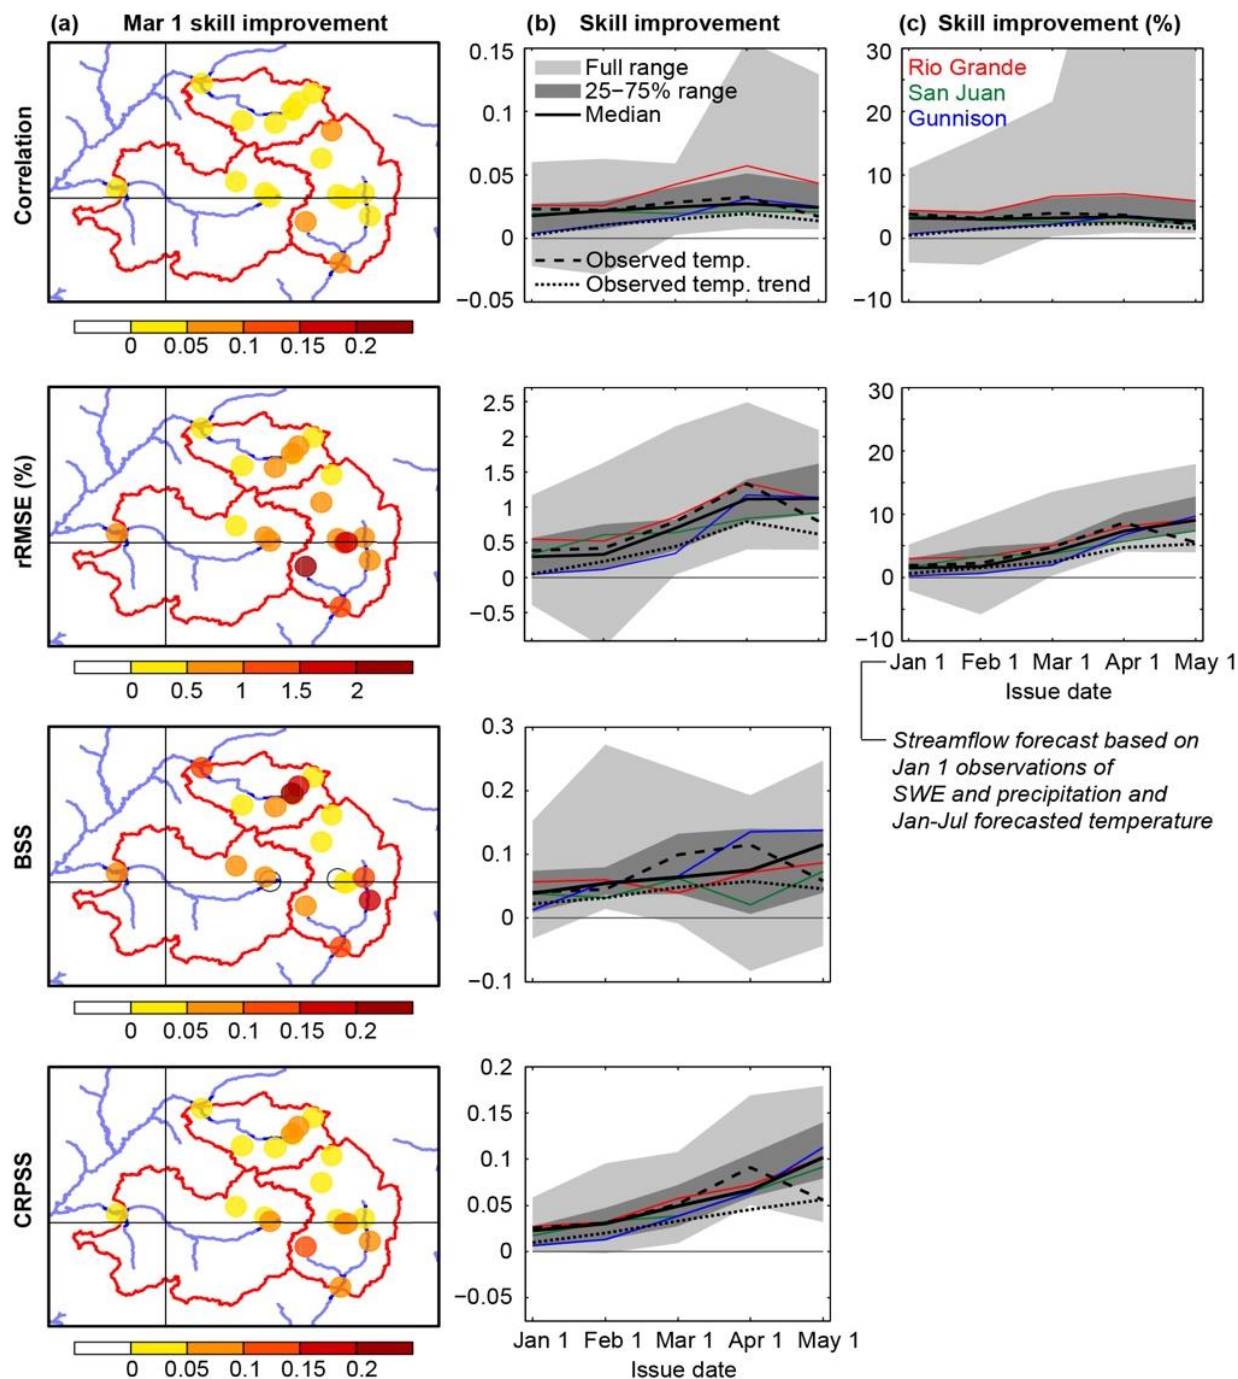 (a) Mar 1 skill improvement
(b) Skill improvement
(c) Skill improvement (%)
Correlation
0 0.05 0.1 0.15 0.2
0.15
0.1
0.05
0
−0.05
Full range
25−75% range
Median
Observed temp.
Observed temp. trend
30
20
10
0
−10
Rio Grande
San Juan
Gunnison
rRMSE (%)
0 0.5 1 1.5 2
2.5
2
1.5
1
0.5
0
−0.5
30
20
10
0
−10
Jan 1 Feb 1 Mar 1 Apr 1 May 1
Issue date
Streamflow forecast based on
Jan 1 observations of
SWE and precipitation and
Jan-Jul forecasted temperature
BSS
0 0.05 0.1 0.15 0.2
0.3
0.2
0.1
0
−0.1
CRPSS
0 0.05 0.1 0.15 0.2
0.2
0.15
0.1
0.05
0
−0.05
Jan 1 Feb 1 Mar 1 Apr 1 May 1
Issue date